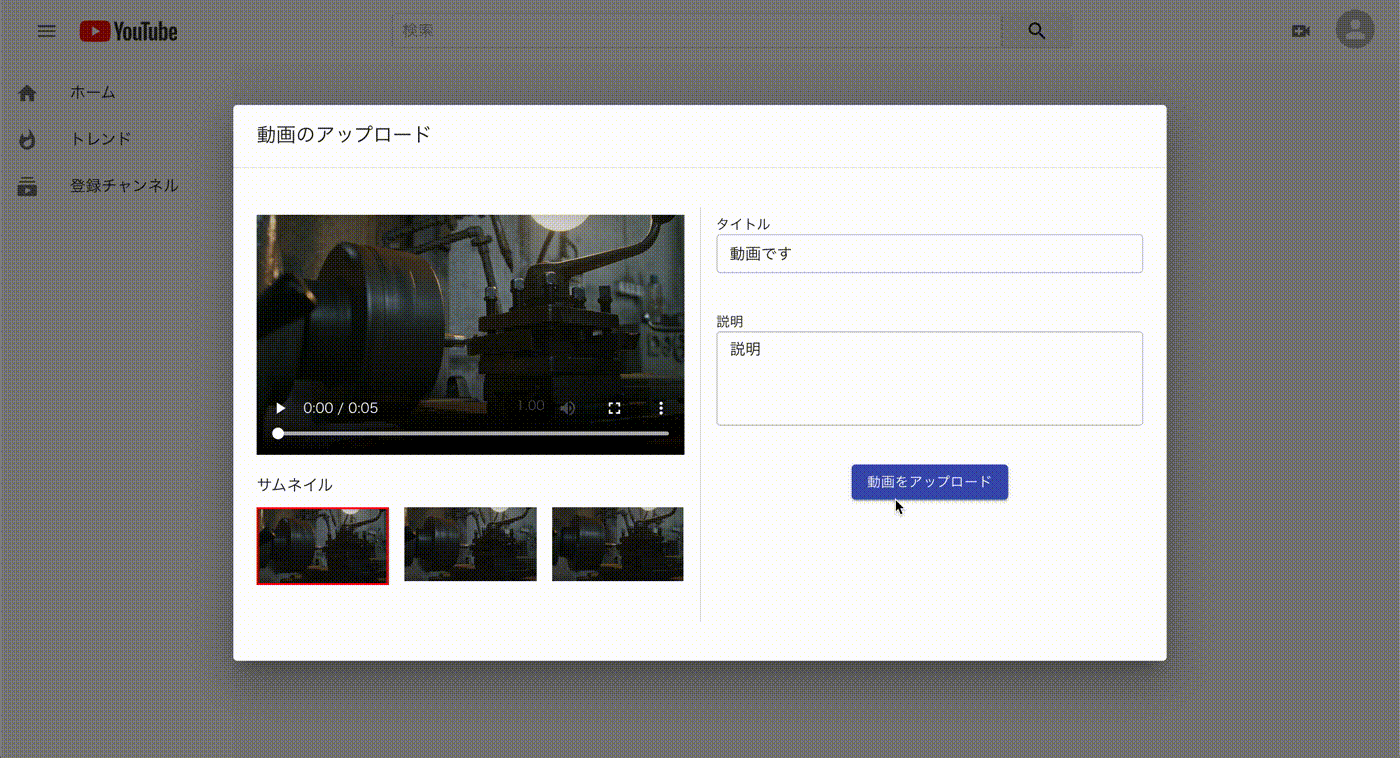 YouTube
検索
ホーム
トレンド
登録チャンネル
動画のアップロード
0:00 / 0:05
1.00
サムネイル
タイトル
動画です
説明
説明
動画をアップロード